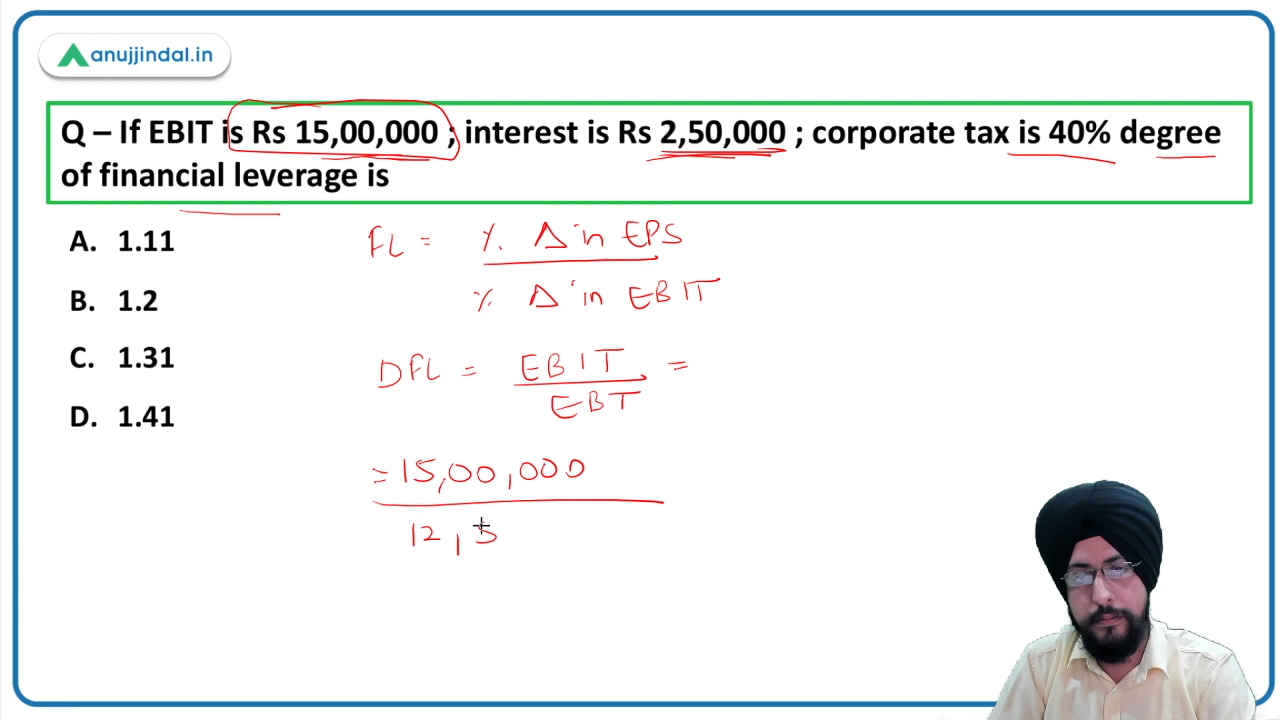 anujjindal.in
Q – If EBIT is Rs 15,00,000 ; interest is Rs 2,50,000 ; corporate tax is 40% degree
of financial leverage is
A. 1.11
B. 1.2
C. 1.31
D. 1.41
FL = % Δ in EPS
% Δ in EBIT
DFL = EBIT =
EBT
= 15,00,000
12,5